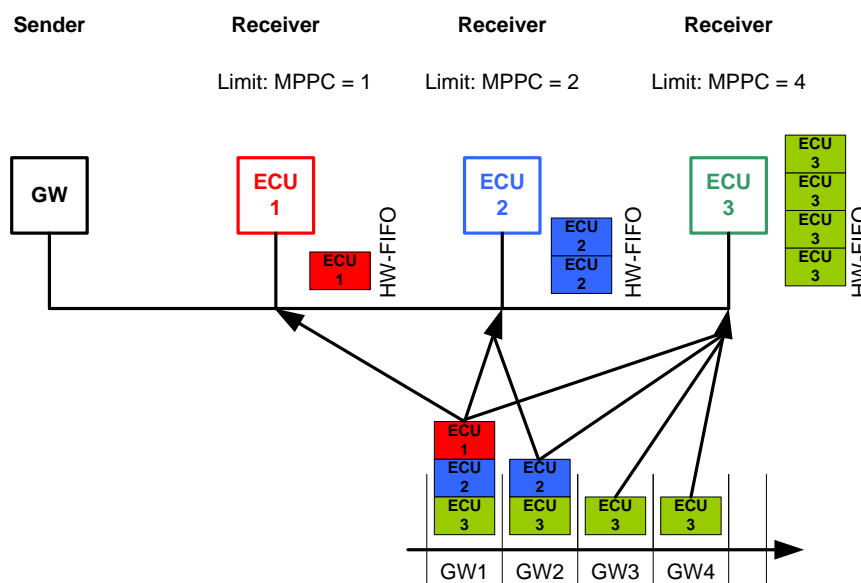 Sender
Receiver
Receiver
Receiver
Limit: MPPC = 1
Limit: MPPC = 2
Limit: MPPC = 4
GW
ECU
1
ECU
1
HW-FIFO
ECU
2
ECU
2
ECU
2
HW-FIFO
ECU
3
ECU
3
ECU
3
ECU
3
ECU
3
HW-FIFO
ECU
1
ECU
2
ECU
3
ECU
2
ECU
3
ECU
3
ECU
3
GW1
GW2
GW3
GW4